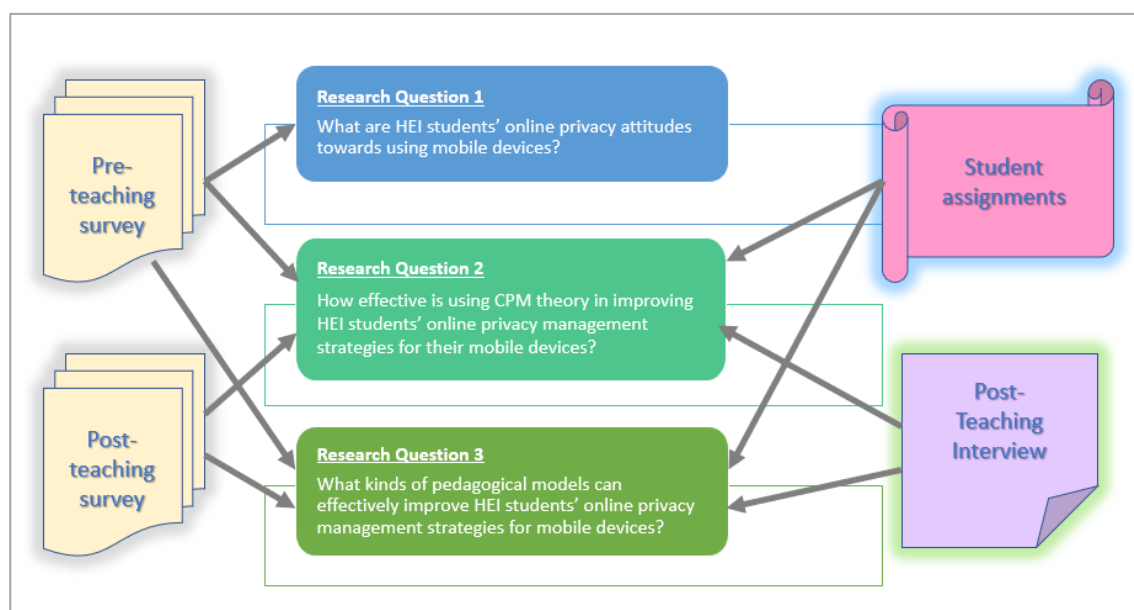 Pre-
teaching
survey
Post-
teaching
survey
Research Question 1
What are HEI students’ online privacy attitudes
towards using mobile devices?
Research Question 2
How effective is using CPM theory in improving
HEI students’ online privacy management
strategies for their mobile devices?
Research Question 3
What kinds of pedagogical models can
effectively improve HEI students’ online privacy
management strategies for mobile devices?
Student
assignments
Post-
Teaching
Interview